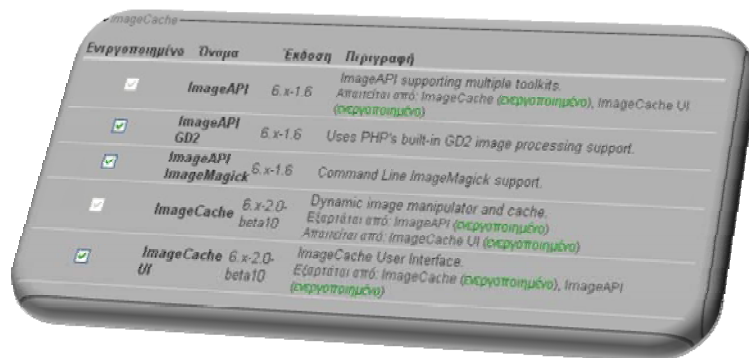 ImageCache
Ενεργοποιημένο Όνομα Έκδοση Περιγραφή
ImageAPI 6.x-1.6 ImageAPI supporting multiple toolkits.
Απαιτείται από: ImageCache (ενεργοποιημένο), ImageCache UI
(ενεργοποιημένο)
ImageAPI
GD2 6.x-1.6 Uses PHP's built-in GD2 image processing support.
ImageAPI
ImageMagick 6.x-1.6 Command Line ImageMagick support.
ImageCache 6.x-2.0-
beta10 Dynamic image manipulator and cache.
Εξαρτάται από: ImageAPI (ενεργοποιημένο)
Απαιτείται από: ImageCache UI (ενεργοποιημένο)
ImageCache
UI 6.x-2.0-
beta10 ImageCache User Interface.
Εξαρτάται από: ImageCache (ενεργοποιημένο), ImageAPI
(ενεργοποιημένο)